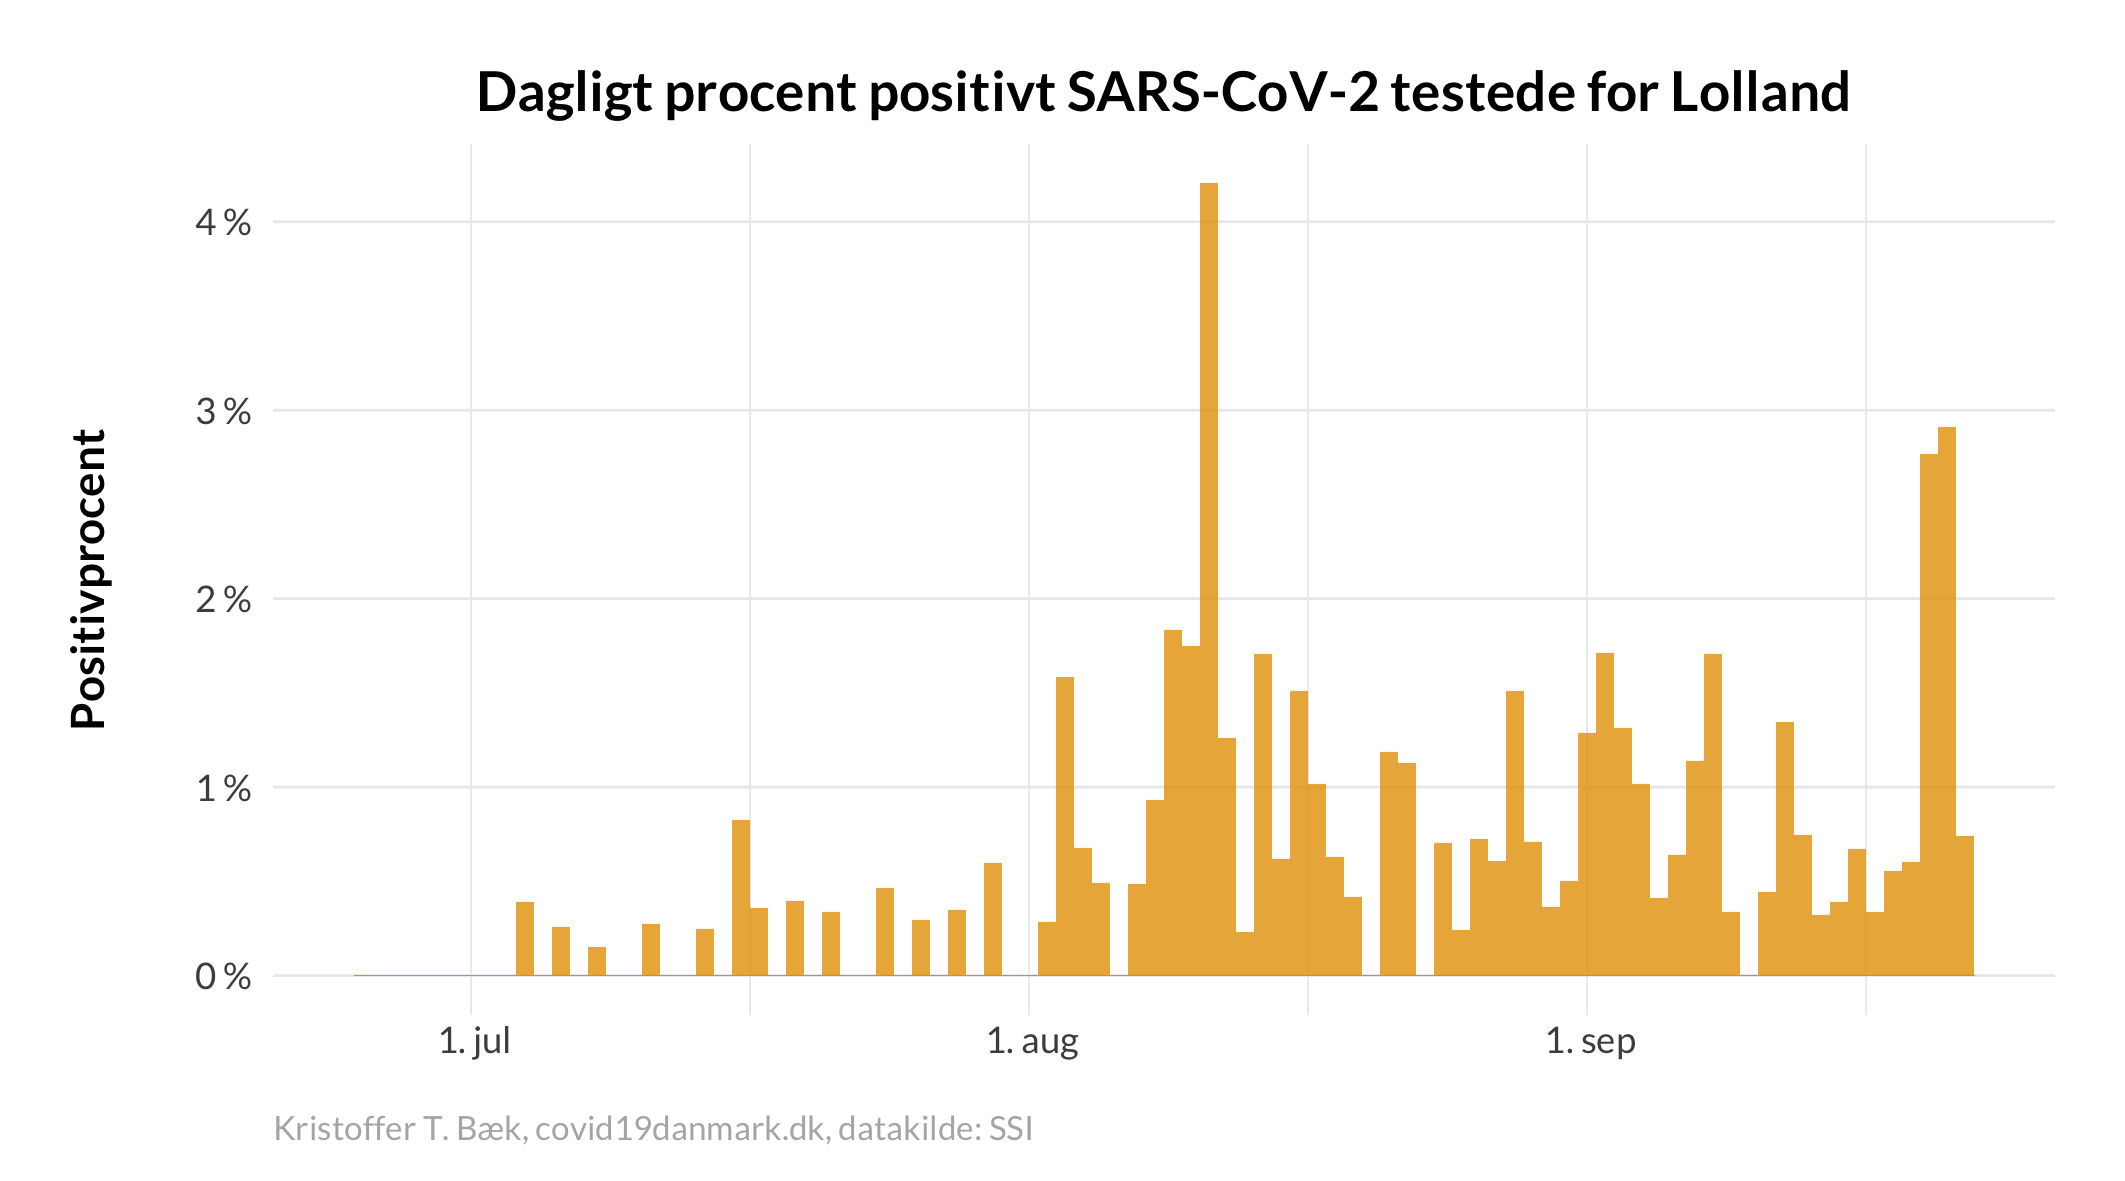 Dagligt procent positivt SARS-CoV-2 testede for Lolland
Positivprocent
4 %
3 %
2 %
1 %
0 %
1. jul
1. aug
1. sep
Kristoffer T. Bæk, covid19danmark.dk, datakilde: SSI